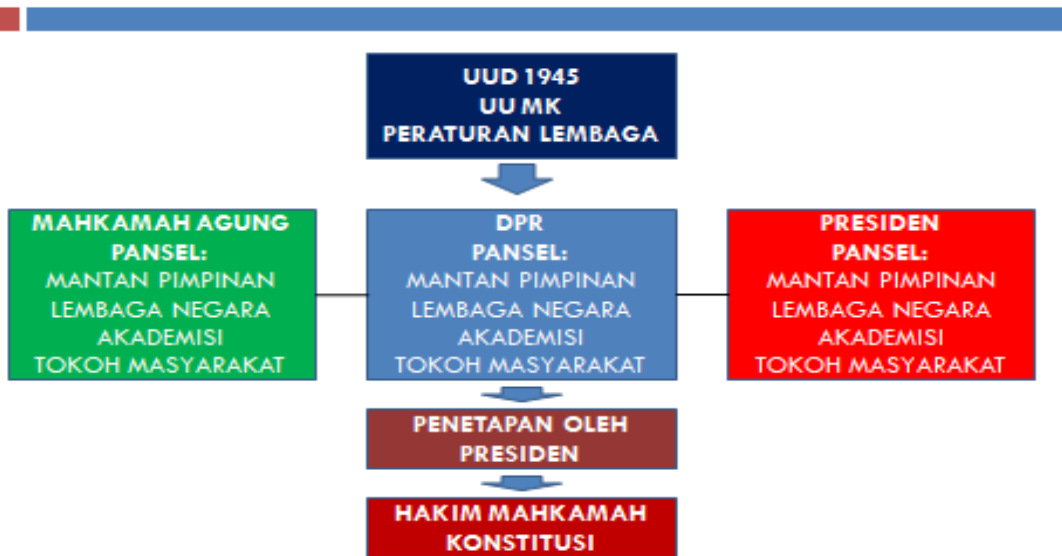 UUD 1945
UU MK
PERATURAN LEMBAGA
MAHKAMAH AGUNG
PANSEL:
MANTAN PIMPINAN
LEMBAGA NEGARA
AKADEMISI
TOKOH MASYARAKAT
DPR
PANSEL:
MANTAN PIMPINAN
LEMBAGA NEGARA
AKADEMISI
TOKOH MASYARAKAT
PRESIDEN
PANSEL:
MANTAN PIMPINAN
LEMBAGA NEGARA
AKADEMISI
TOKOH MASYARAKAT
PENETAPAN OLEH
PRESIDEN
HAKIM MAHKAMAH
KONSTITUSI